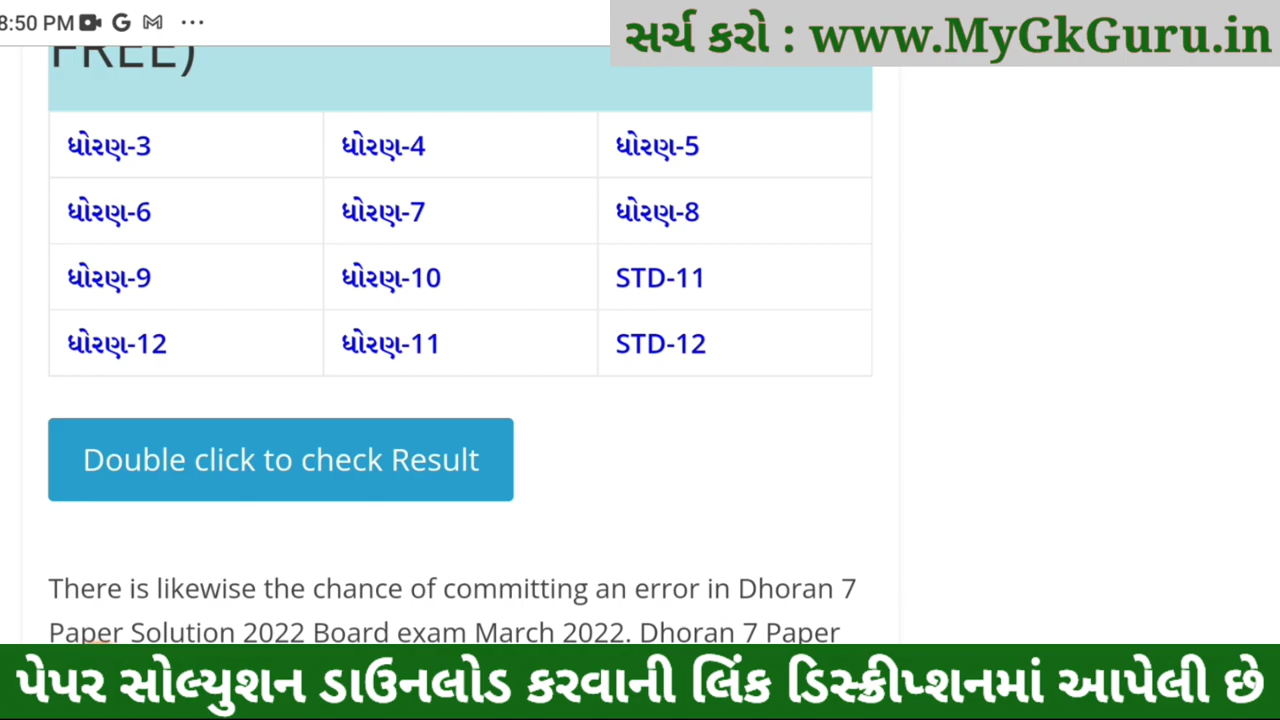 8:50 PM
સર્ચ કરો : www.MyGkGuru.in
FREE)
ધોરણ-3 ધોરણ-4 ધોરણ-5
ધોરણ-6 ધોરણ-7 ધોરણ-8
ધોરણ-9 ધોરણ-10 STD-11
ધોરણ-12 ધોરણ-11 STD-12
Double click to check Result
There is likewise the chance of committing an error in Dhoran 7
Paper Solution 2022 Board exam March 2022. Dhoran 7 Paper
પેપર સોલ્યુશન ડાઉનલોડ કરવાની લિંક ડિસ્ક્રીપ્શનમાં આપેલી છે